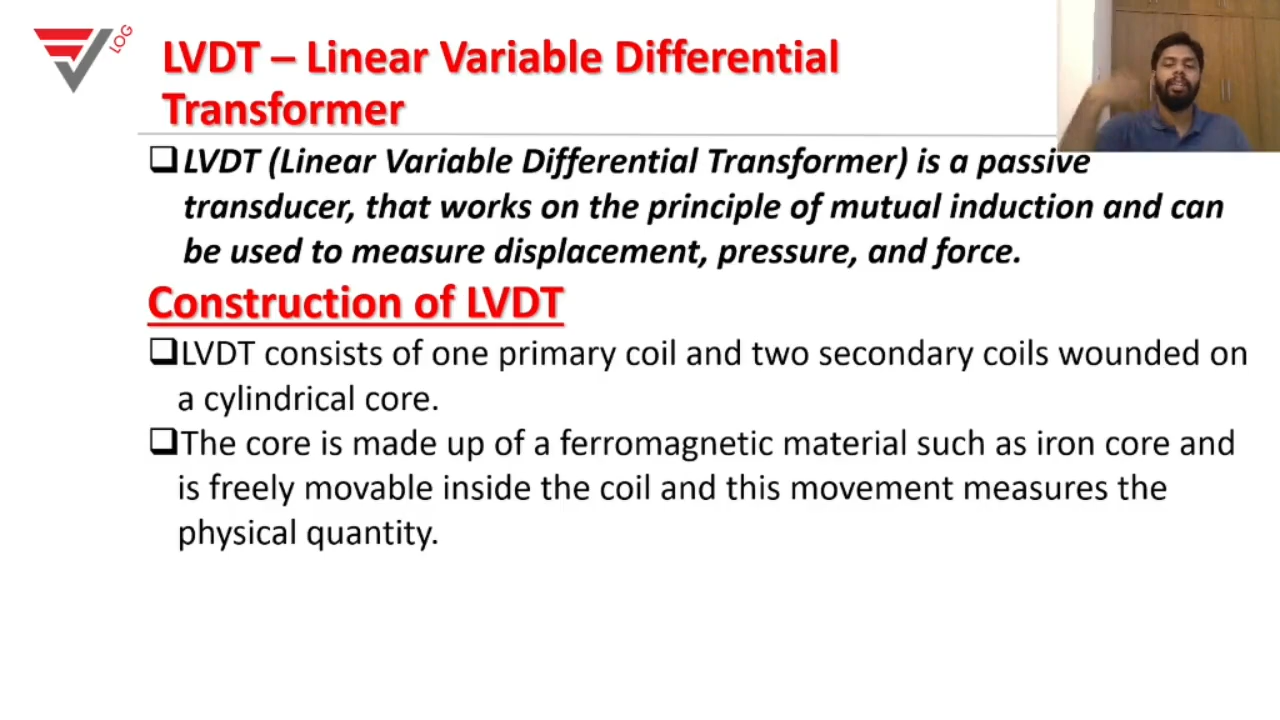 LOG
LVDT – Linear Variable Differential
Transformer
LVDT (Linear Variable Differential Transformer) is a passive
transducer, that works on the principle of mutual induction and can
be used to measure displacement, pressure, and force.
Construction of LVDT
LVDT consists of one primary coil and two secondary coils wounded on
a cylindrical core.
The core is made up of a ferromagnetic material such as iron core and
is freely movable inside the coil and this movement measures the
physical quantity.